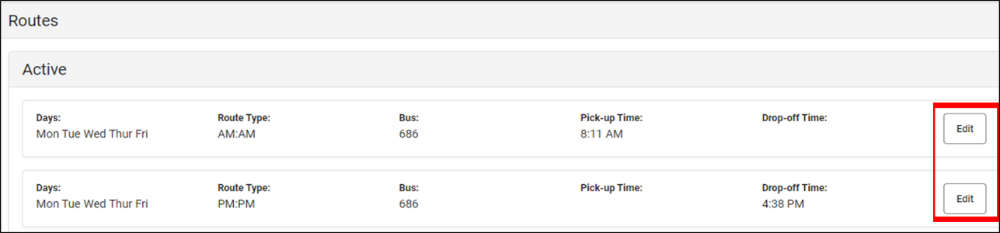 Routes
Active
Days: Route Type: Bus: Pick-up Time: Drop-off Time:
Mon Tue Wed Thur Fri AM:AM 686 8:11 AM Edit
Days: Route Type: Bus: Pick-up Time: Drop-off Time:
Mon Tue Wed Thur Fri PM:PM 686 4:38 PM Edit